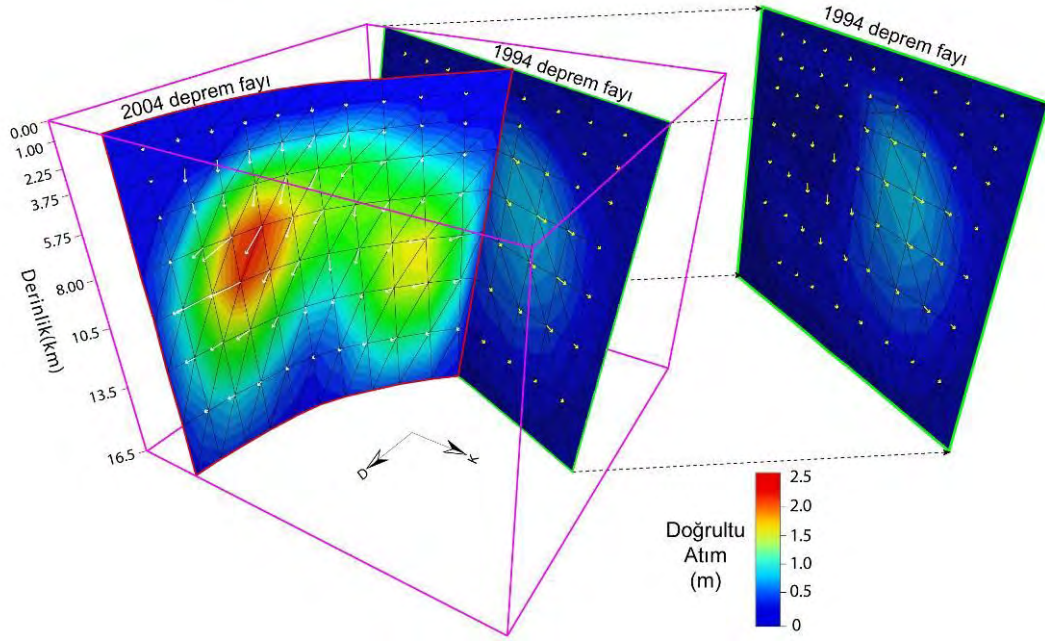 1994 deprem fayı
1994 deprem fayı
2004 deprem fayı
0.00
1.00
2.25
3.75
5.75
8.00
10.5
13.5
16.5
Derinlik(km)
D
K
Doğrultu
Atım
(m)
2.5
2.0
1.5
1.0
0.5
0